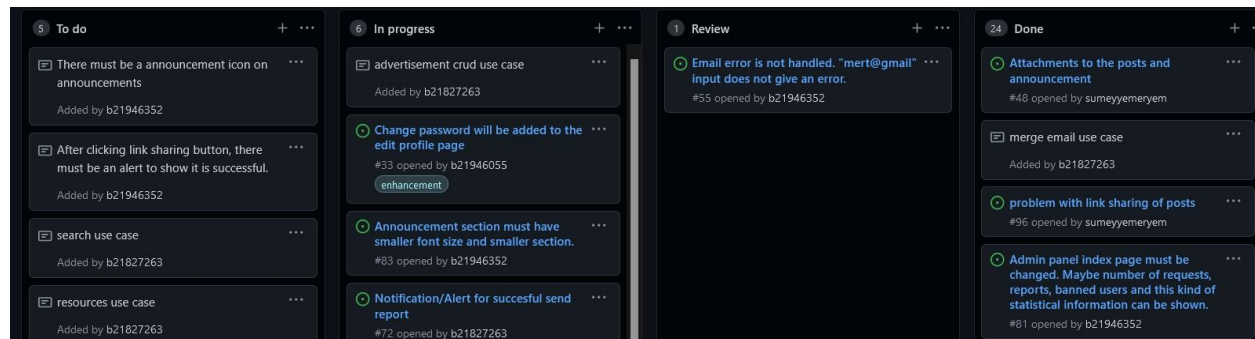 5 To do
There must be a announcement icon on
announcements
Added by b21946352
After clicking link sharing button, there
must be an alert to show it is successful.
Added by b21946352
search use case
Added by b21827263
resources use case
Added by b21827263
6 In progress
advertisement crud use case
Added by b21827263
Change password will be added to the
edit profile page
#33 opened by b21946055
enhancement
Announcement section must have
smaller font size and smaller section.
#83 opened by b21946352
Notification/Alert for succesful send
report
#72 opened by b21827263
1 Review
Email error is not handled. "mert@gmail"
input does not give an error.
#55 opened by b21946352
24 Done
Attachments to the posts and
announcement
#48 opened by sumeyyemeryem
merge email use case
Added by b21827263
problem with link sharing of posts
#96 opened by sumeyyemeryem
Admin panel index page must be
changed. Maybe number of requests,
reports, banned users and this kind of
statistical information can be shown.
#81 opened by b21946352